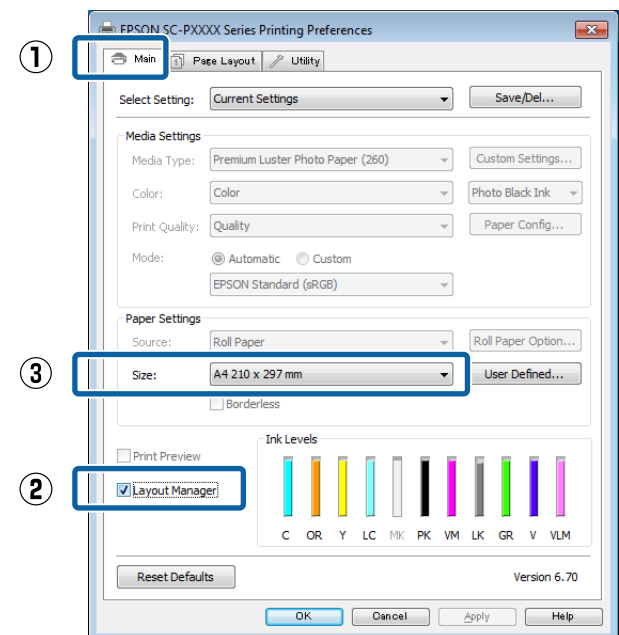 EPSON SC-PXXXX Series Printing Preferences
①
Main Page Layout Utility
Select Setting: Current Settings Save/Del...
Media Settings
Media Type: Premium Luster Photo Paper (260) Custom Settings...
Color: Color Photo Black Ink
Print Quality: Quality Paper Config...
Mode: Automatic Custom
EPSON Standard (sRGB)
Paper Settings
Source: Roll Paper Roll Paper Option...
③
Size: A4 210 x 297 mm User Defined...
Borderless
Ink Levels
Print Preview
②
Layout Manager
C OR Y LC MK PK VM LK GR V VLM
Reset Defaults Version 6.70
OK Cancel Apply Help